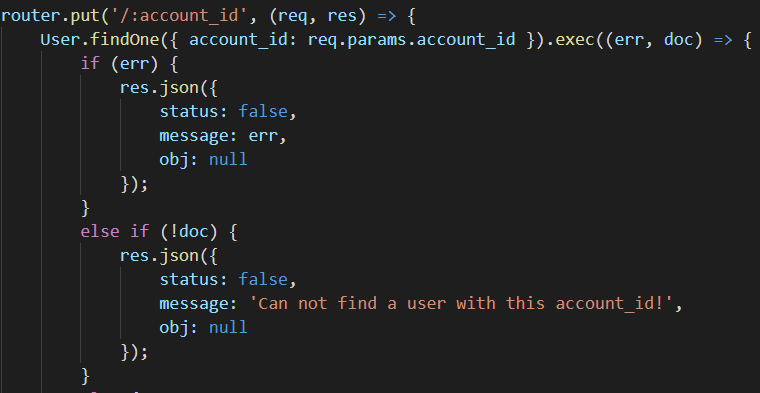 router.put('/:account_id', (req, res) => {
    User.findOne({ account_id: req.params.account_id }).exec((err, doc) => {
        if (err) {
            res.json({
                status: false,
                message: err,
                obj: null
            });
        }
        else if (!doc) {
            res.json({
                status: false,
                message: 'Can not find a user with this account_id!',
                obj: null
            });
        }